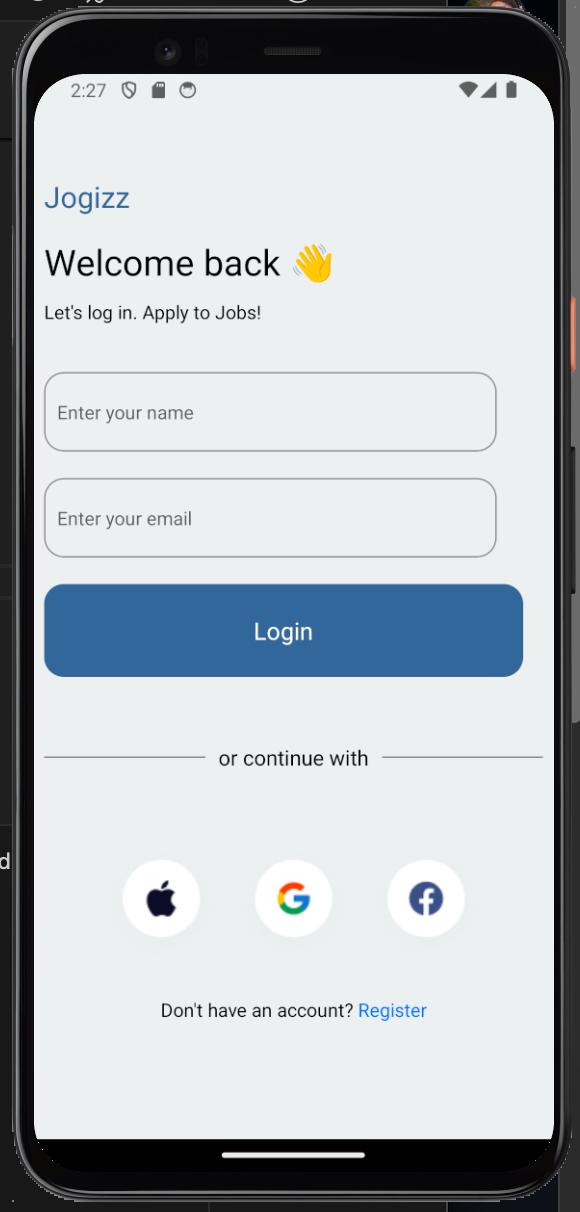 2:27
Jogizz
Welcome back 👋
Let's log in. Apply to Jobs!
Enter your name
Enter your email
Login
or continue with
Don't have an account? Register
d